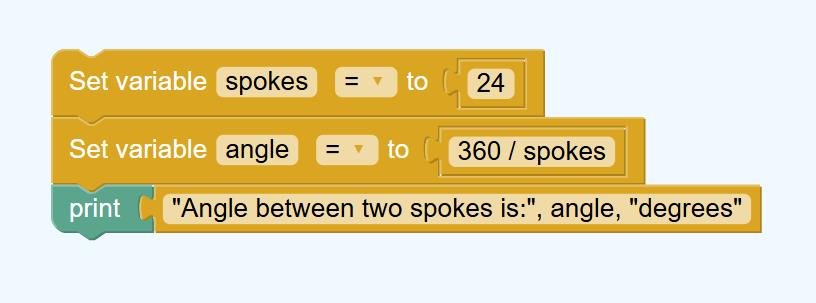 Set variable spokes = to 24
Set variable angle = to 360 / spokes
print "Angle between two spokes is:", angle, "degrees"